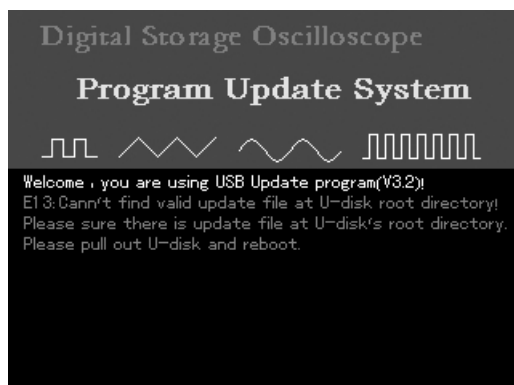 Digital Storage Oscilloscope
Program Update System
Welcome , you are using USB Update program(V3.2)!
E13:Cann't find valid update file at U-disk root directory!
Please sure there is update file at U-disk's root directory.
Please pull out U-disk and reboot.